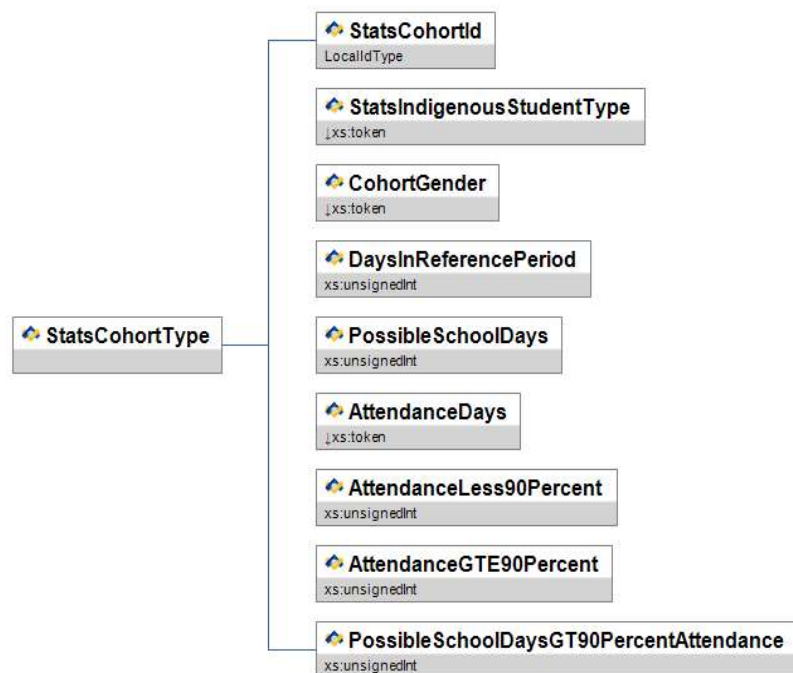 StatsCohortId
LocalIdType
StatsIndigenousStudentType
↓xs:token
CohortGender
↓xs:token
DaysInReferencePeriod
xs:unsignedInt
StatsCohortType
PossibleSchoolDays
xs:unsignedInt
AttendanceDays
↓xs:token
AttendanceLess90Percent
xs:unsignedInt
AttendanceGTE90Percent
xs:unsignedInt
PossibleSchoolDaysGT90PercentAttendance
xs:unsignedInt